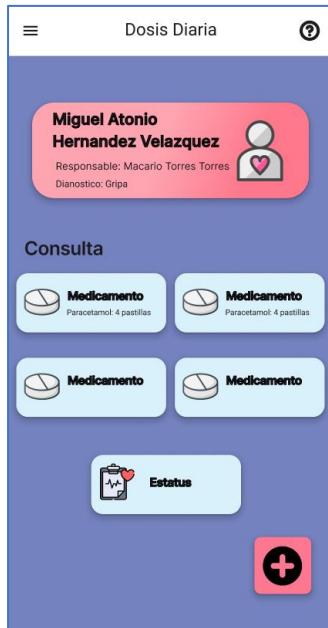 Dosis Diaria
Miguel Atonio
Hernandez Velazquez
Responsable: Macario Torres Torres
Dianostico: Gripa
Consulta
Medicamento
Paracetamol: 4 pastillas
Medicamento
Paracetamol: 4 pastillas
Medicamento
Medicamento
Estatus